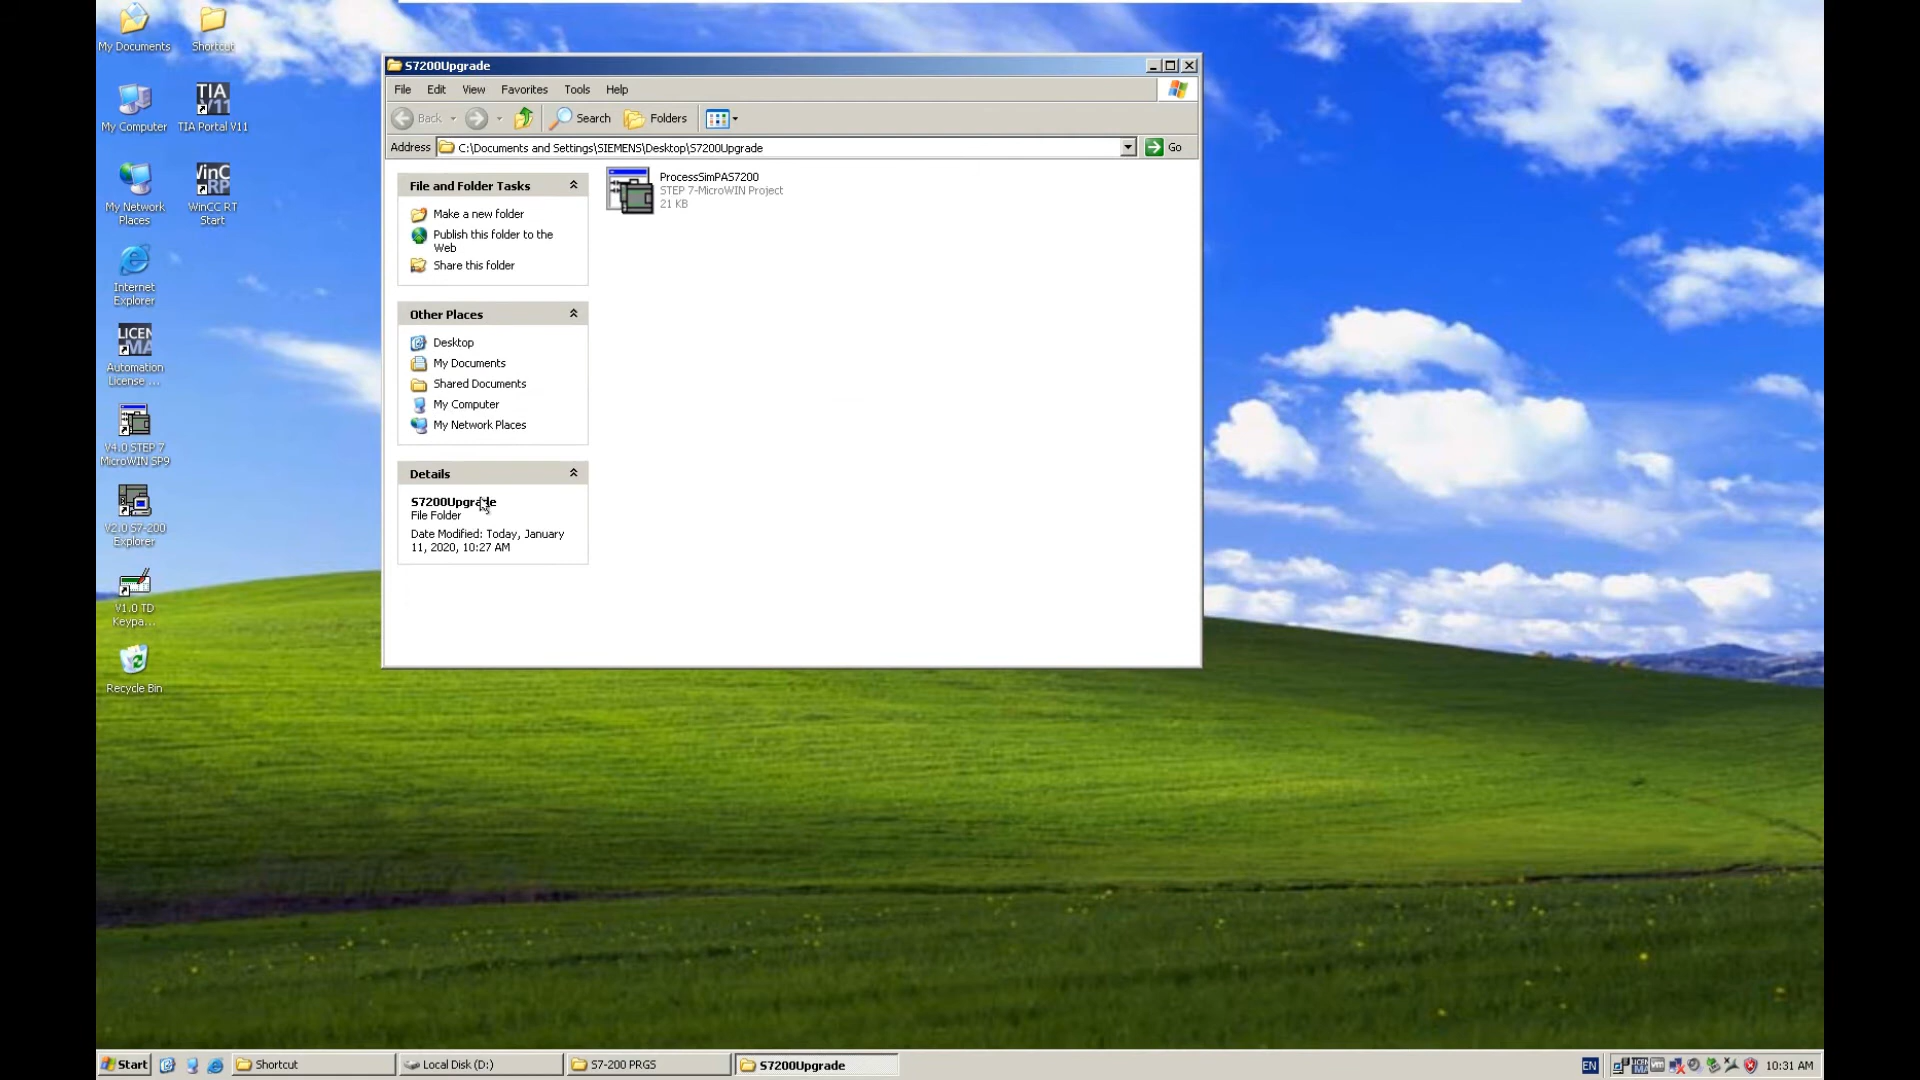 My Documents
Shortcut
My Computer
TIA V11
TIA Portal V11
My Network
Places
WinCC RT
Start
Internet
Explorer
Automation
License ...
V4.0 STEP 7
MicroWIN SP9
V2.0 S7-200
Explorer
V1.0 TD
Keypa...
Recycle Bin
S7200Upgrade
File Edit View Favorites Tools Help
Back Search Folders
Address C:\Documents and Settings\SIEMENS\Desktop\S7200Upgrade Go
File and Folder Tasks
Make a new folder
Publish this folder to the
Web
Share this folder
Other Places
Desktop
My Documents
Shared Documents
My Computer
My Network Places
Details
S7200Upgrade
File Folder
Date Modified: Today, January
11, 2020, 10:27 AM
ProcessSimPAS7200
STEP 7-MicroWIN Project
21 KB
Start Shortcut Local Disk (D:) S7-200 PRGS S7200Upgrade EN 10:31 AM